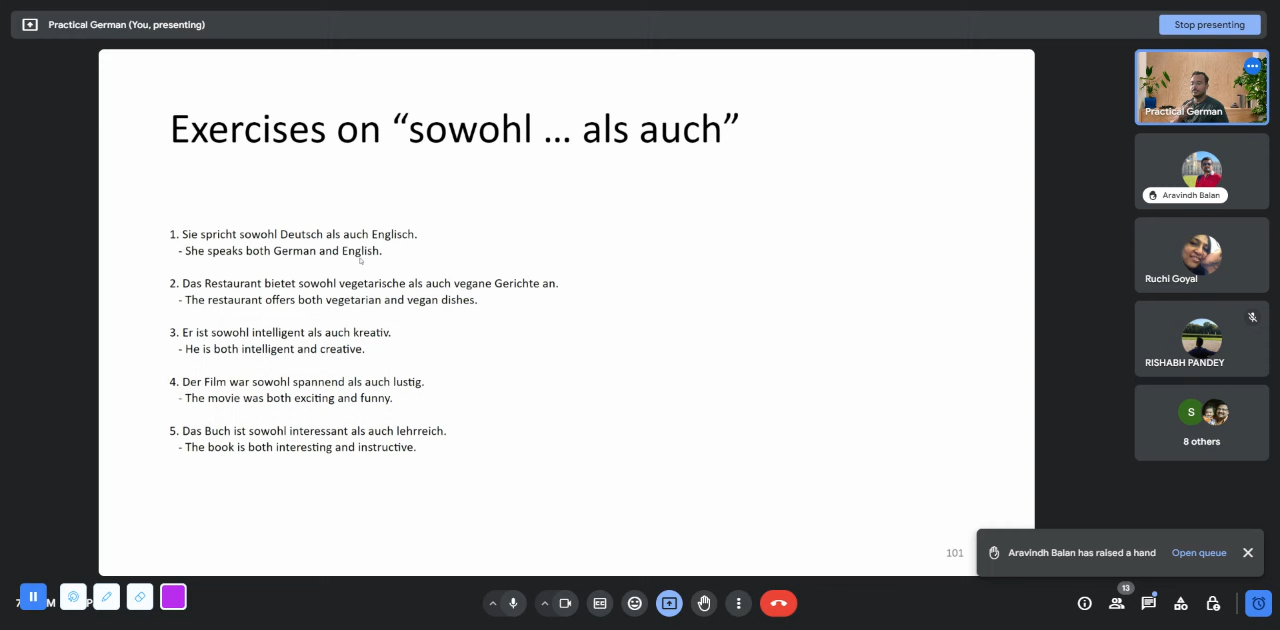 Practical German (You, presenting)
Stop presenting
Exercises on “sowohl ... als auch”
1. Sie spricht sowohl Deutsch als auch Englisch.
- She speaks both German and English.
2. Das Restaurant bietet sowohl vegetarische als auch vegane Gerichte an.
- The restaurant offers both vegetarian and vegan dishes.
3. Er ist sowohl intelligent als auch kreativ.
- He is both intelligent and creative.
4. Der Film war sowohl spannend als auch lustig.
- The movie was both exciting and funny.
5. Das Buch ist sowohl interessant als auch lehrreich.
- The book is both interesting and instructive.
101
Practical German
Aravindh Balan
Ruchi Goyal
RISHABH PANDEY
S
8 others
Aravindh Balan has raised a hand
Open queue
13